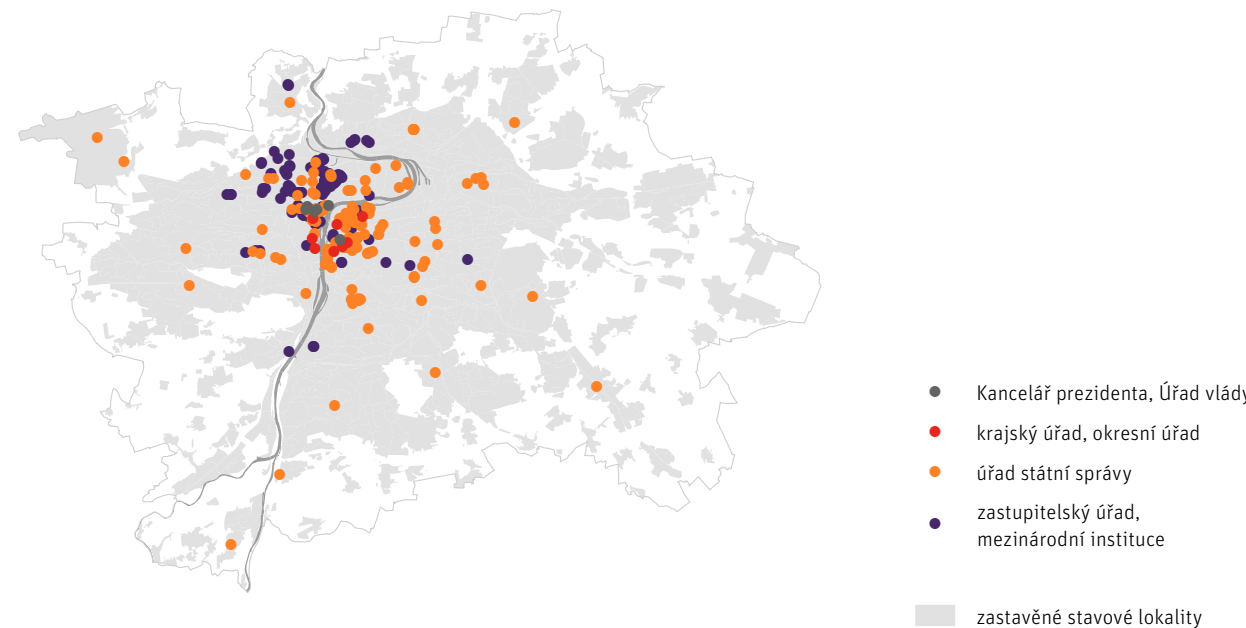 Kancelář prezidenta, Úřad vlády
krajský úřad, okresní úřad
úřad státní správy
zastupitelský úřad,
mezinárodní instituce
zastavěné stavové lokality